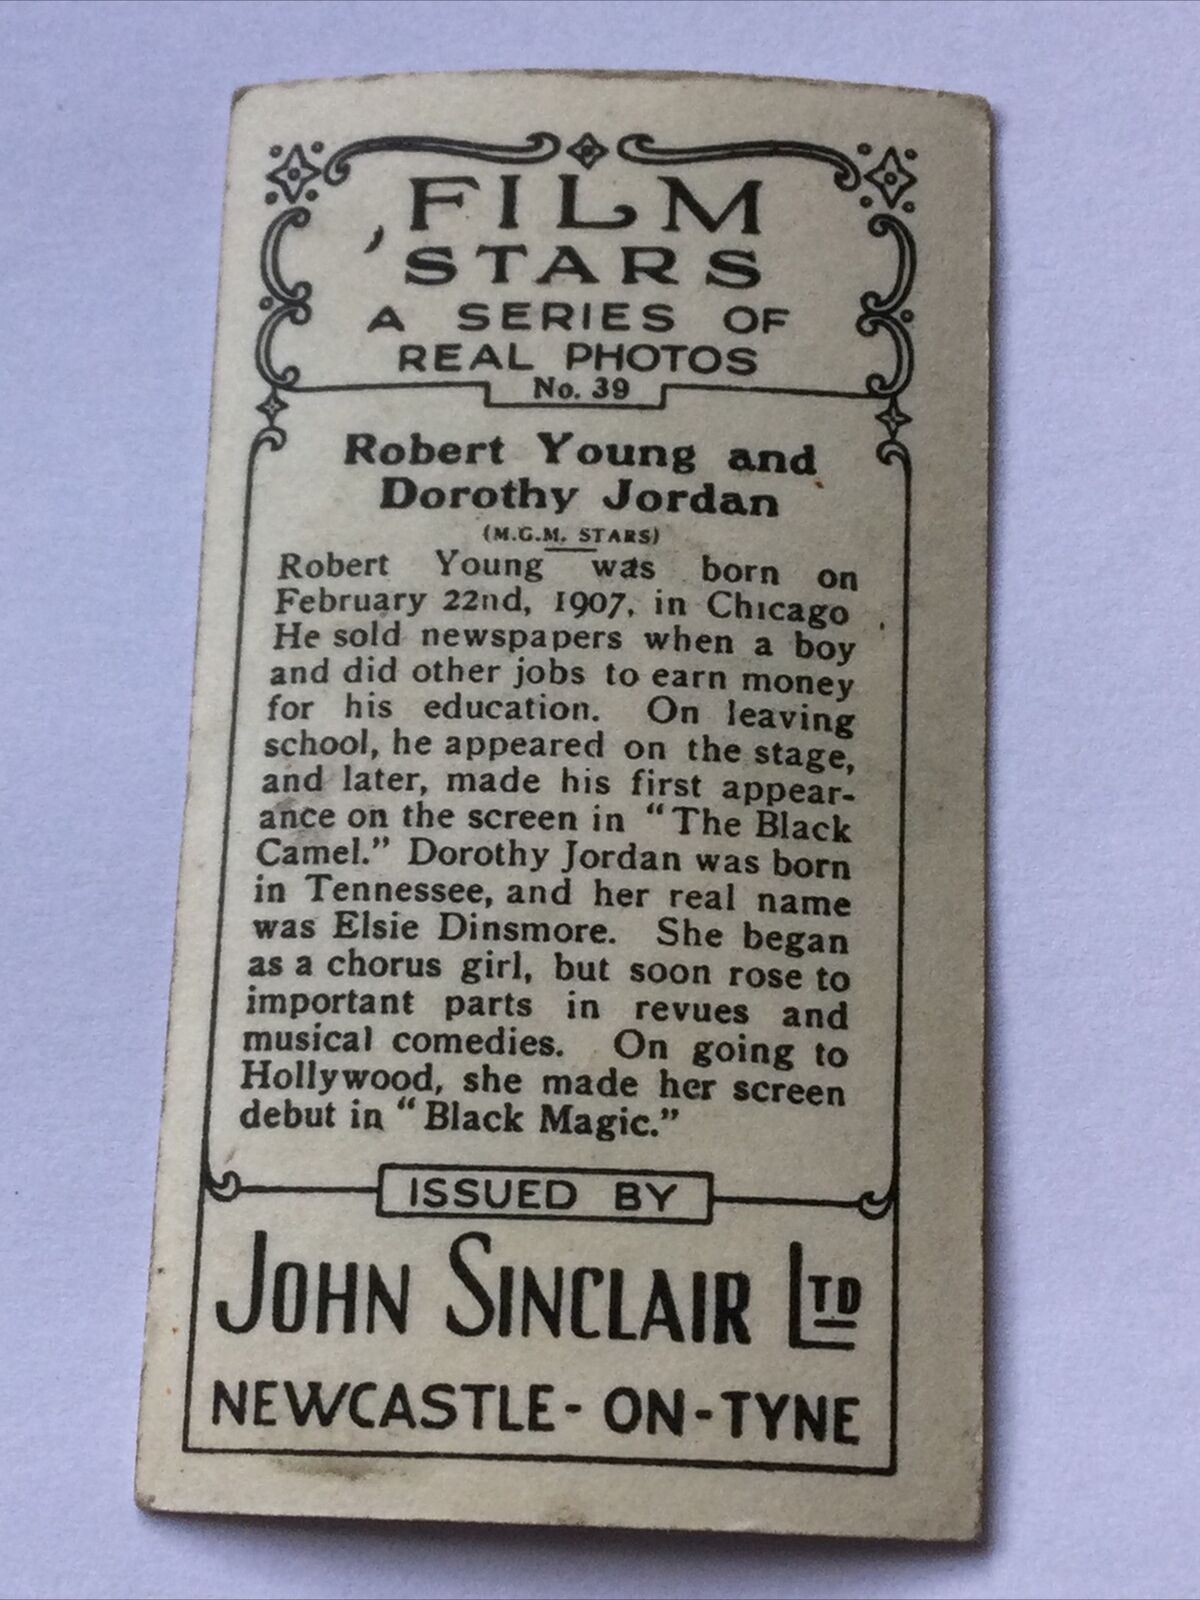 FILM
STARS
A SERIES OF
REAL PHOTOS
No. 39
Robert Young and
Dorothy Jordan
(M.G.M. STARS)
Robert Young was born on
February 22nd, 1907, in Chicago
He sold newspapers when a boy
and did other jobs to earn money
for his education. On leaving
school, he appeared on the stage,
and later, made his first appear-
ance on the screen in “The Black
Camel.” Dorothy Jordan was born
in Tennessee, and her real name
was Elsie Dinsmore. She began
as a chorus girl, but soon rose to
important parts in revues and
musical comedies. On going to
Hollywood, she made her screen
debut in “Black Magic.”
ISSUED BY
JOHN SINCLAIR LTD
NEWCASTLE-ON-TYNE